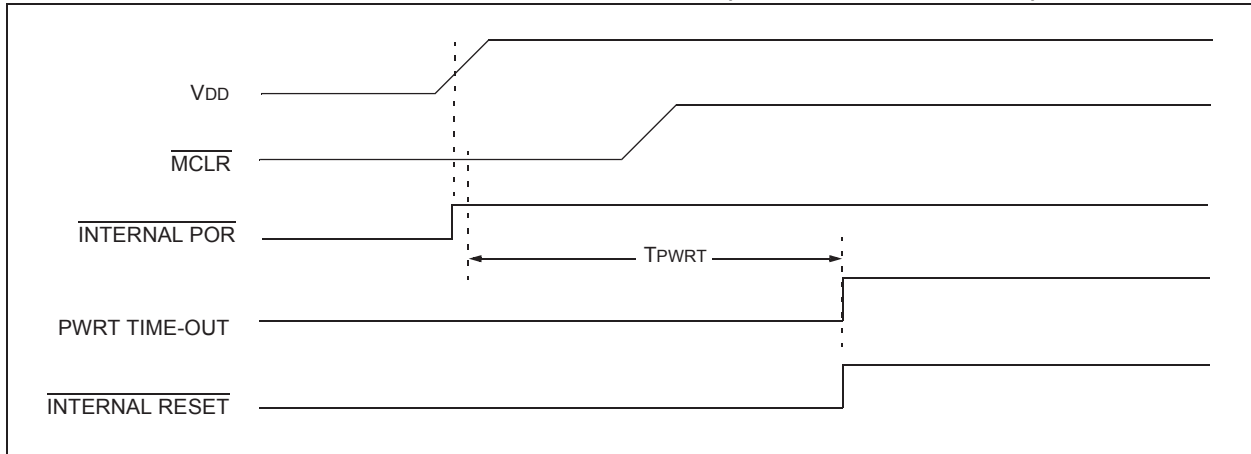 VDD
MCLR
INTERNAL POR
TPWRT
PWRT TIME-OUT
INTERNAL RESET